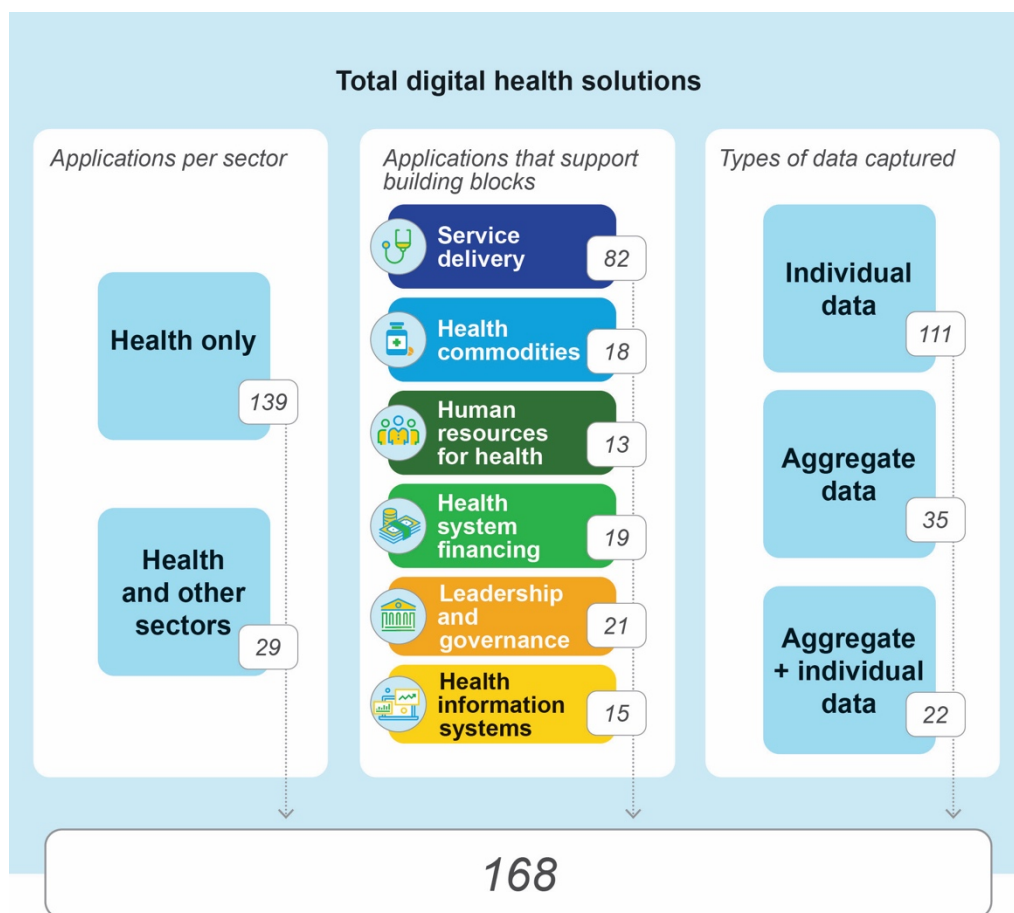 Total digital health solutions
Applications per sector
Health only
139
Health
and other
sectors
29
Applications that support
building blocks
Service
delivery
82
Health
commodities
18
Human
resources
for health
13
Health
system
financing
19
Leadership
and
governance
21
Health
information
systems
15
Types of data captured
Individual
data
111
Aggregate
data
35
Aggregate
+ individual
data
22
168